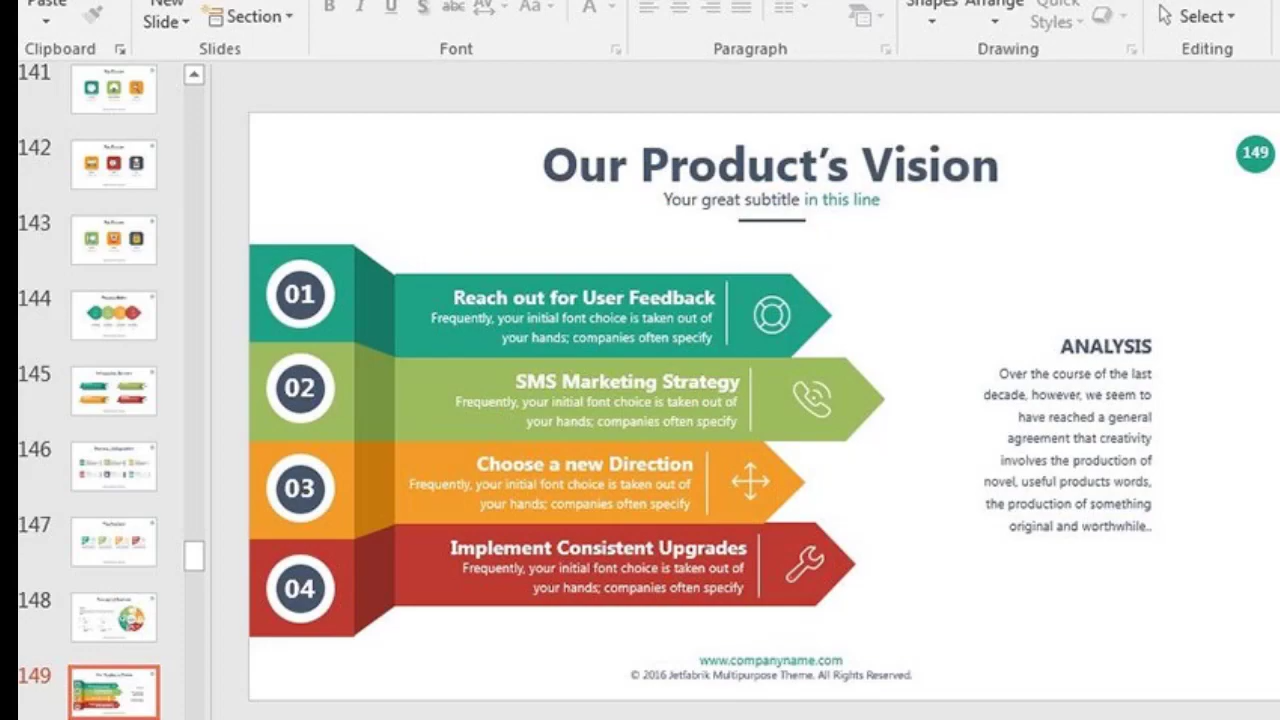 Paste
New
Slide
Section
B I U S abc AV Aa A
Shapes Arrange Quick
Styles
Select
Clipboard
Slides
Font
Paragraph
Drawing
Editing
141
142
143
144
145
146
147
148
149
Our Product’s Vision
149
Your great subtitle in this line
01
Reach out for User Feedback
Frequently, your initial font choice is taken out of
your hands; companies often specify
02
SMS Marketing Strategy
Frequently, your initial font choice is taken out of
your hands; companies often specify
03
Choose a new Direction
Frequently, your initial font choice is taken out of
your hands; companies often specify
04
Implement Consistent Upgrades
Frequently, your initial font choice is taken out of
your hands; companies often specify
ANALYSIS
Over the course of the last
decade, however, we seem to
have reached a general
agreement that creativity
involves the production of
novel, useful products words,
the production of something
original and worthwhile..
www.companyname.com
© 2016 Jetfabrik Multipurpose Theme. All Rights Reserved.